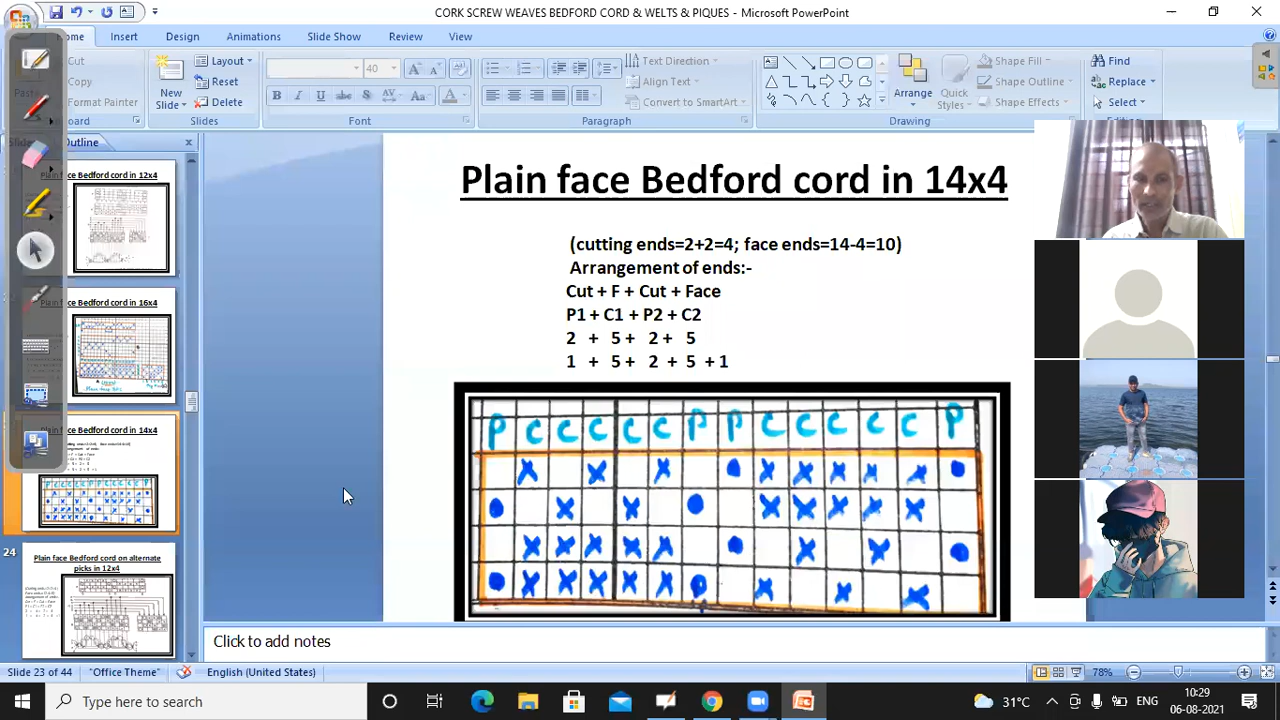 CORK SCREW WEAVES BEDFORD CORD & WELTS & PIQUES - Microsoft PowerPoint
Home Insert Design Animations Slide Show Review View
Cut Layout 40 Text Direction Shape Fill Find
Copy Reset Align Text Shape Outline Replace
Format Painter New Slide Delete Convert to SmartArt Arrange Quick Styles Shape Effects Select
Slides Font Paragraph Drawing
Outline
Plain face Bedford cord in 12x4
Plain face Bedford cord in 16x4
Plain face Bedford cord in 14x4
24
Plain face Bedford cord on alternate
picks in 12x4
Plain face Bedford cord in 14x4
(cutting ends=2+2=4; face ends=14-4=10)
Arrangement of ends:-
Cut + F + Cut + Face
P1 + C1 + P2 + C2
2 + 5 + 2 + 5
1 + 5 + 2 + 5 + 1
P C C C C C P P C C C C C P
Click to add notes
Slide 23 of 44 "Office Theme" English (United States) 78%
Type here to search 31°C ENG 10:29
06-08-2021